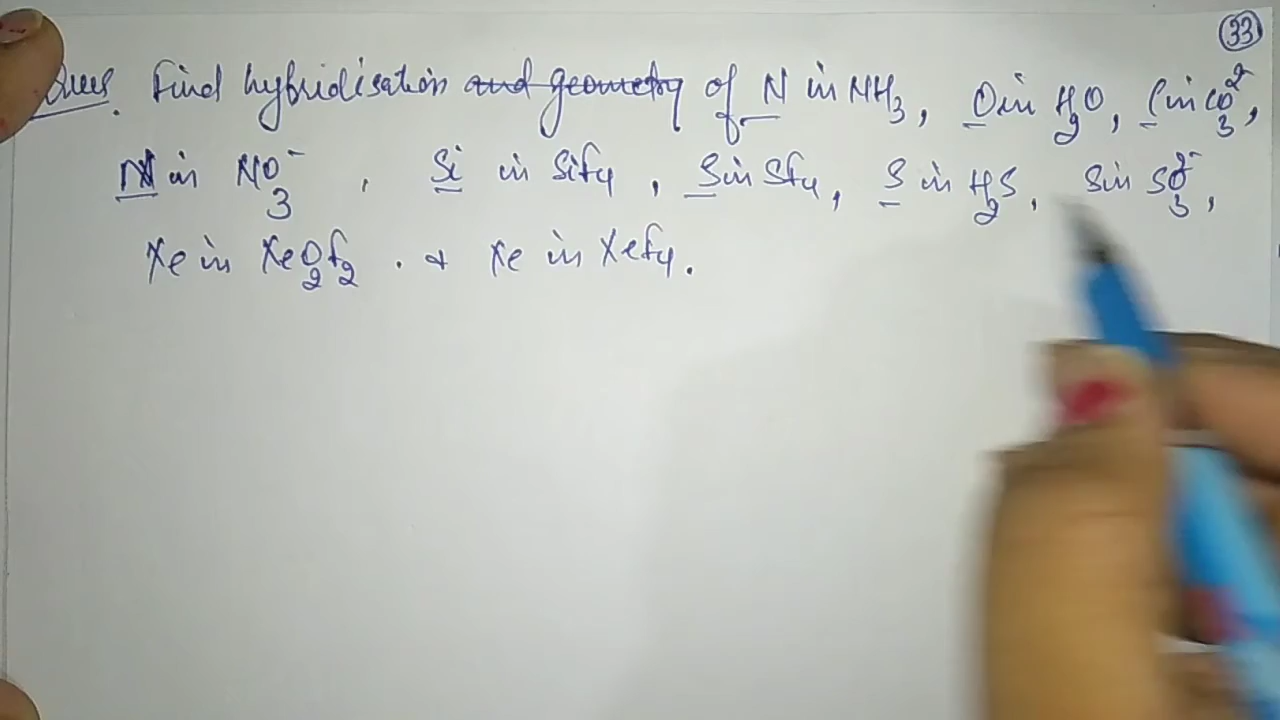 33
Ques. Find hybridisation and geometry of N in NH3, O in H2O, C in CO3^2-,
N in NO3^-, Si in SiF4, S in SF4, S in H2S, S in SO3^2-,
Xe in XeO2F2. & Xe in XeF4.